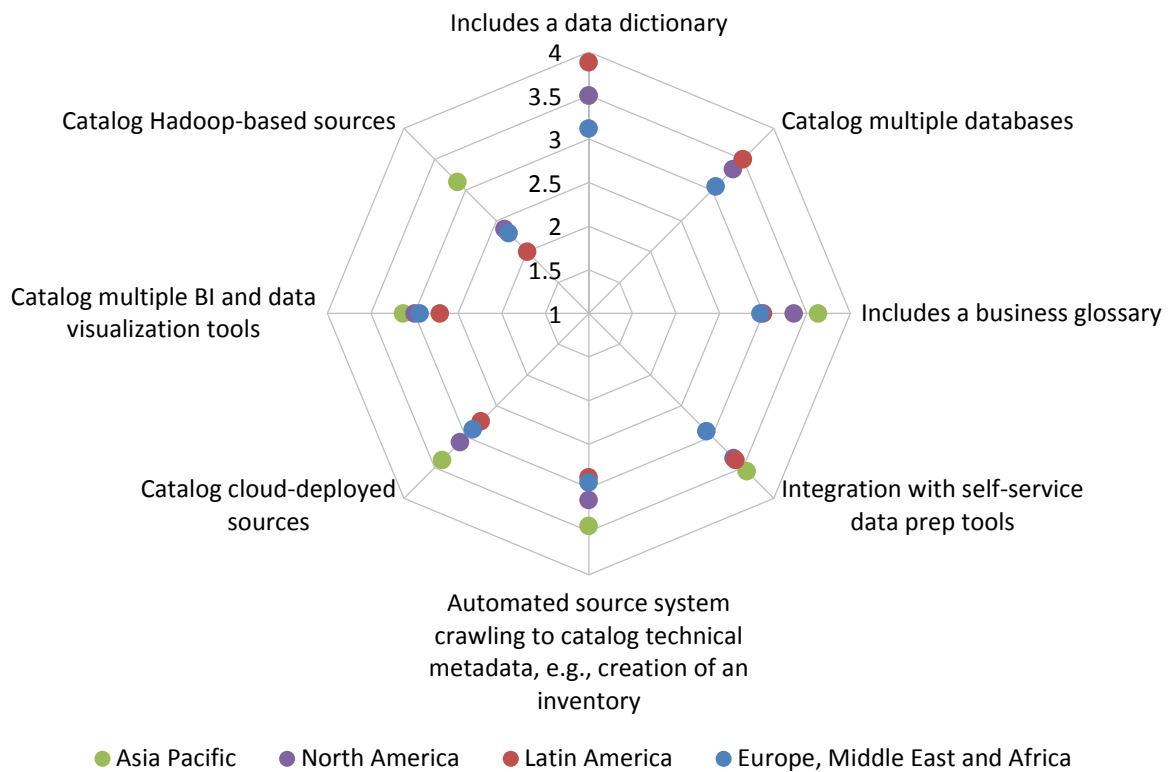 Includes a data dictionary
4
Catalog Hadoop-based sources
3.5
Catalog multiple databases
3
2.5
2
1.5
Catalog multiple BI and data
visualization tools
1
Includes a business glossary
Catalog cloud-deployed
sources
Integration with self-service
data prep tools
Automated source system
crawling to catalog technical
metadata, e.g., creation of an
inventory
Asia Pacific North America Latin America Europe, Middle East and Africa